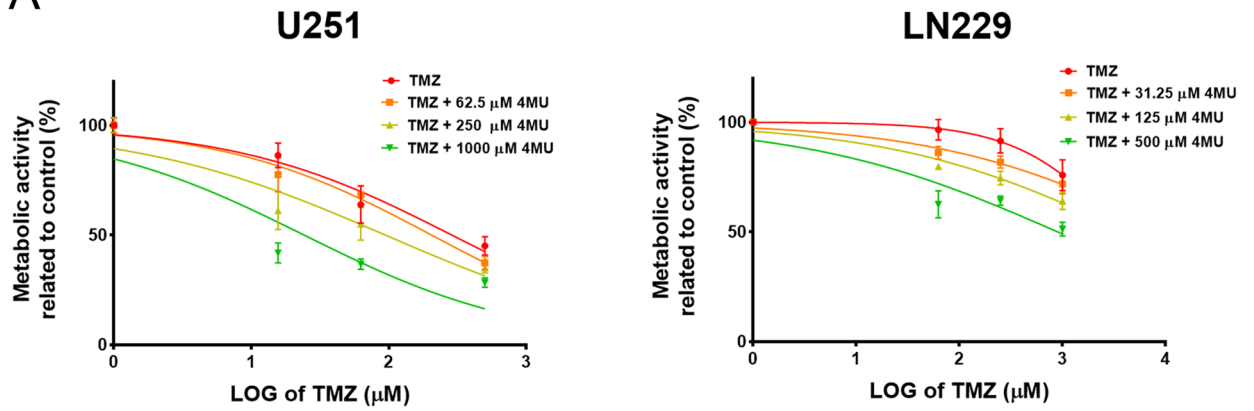 A
U251
LN229
TMZ
TMZ + 62.5 μM 4MU
TMZ + 250 μM 4MU
TMZ + 1000 μM 4MU
Metabolic activity
related to control (%)
100
50
0
0
1
2
3
LOG of TMZ (μM)
TMZ
TMZ + 31.25 μM 4MU
TMZ + 125 μM 4MU
TMZ + 500 μM 4MU
Metabolic activity
related to control (%)
100
50
0
0
1
2
3
4
LOG of TMZ (μM)